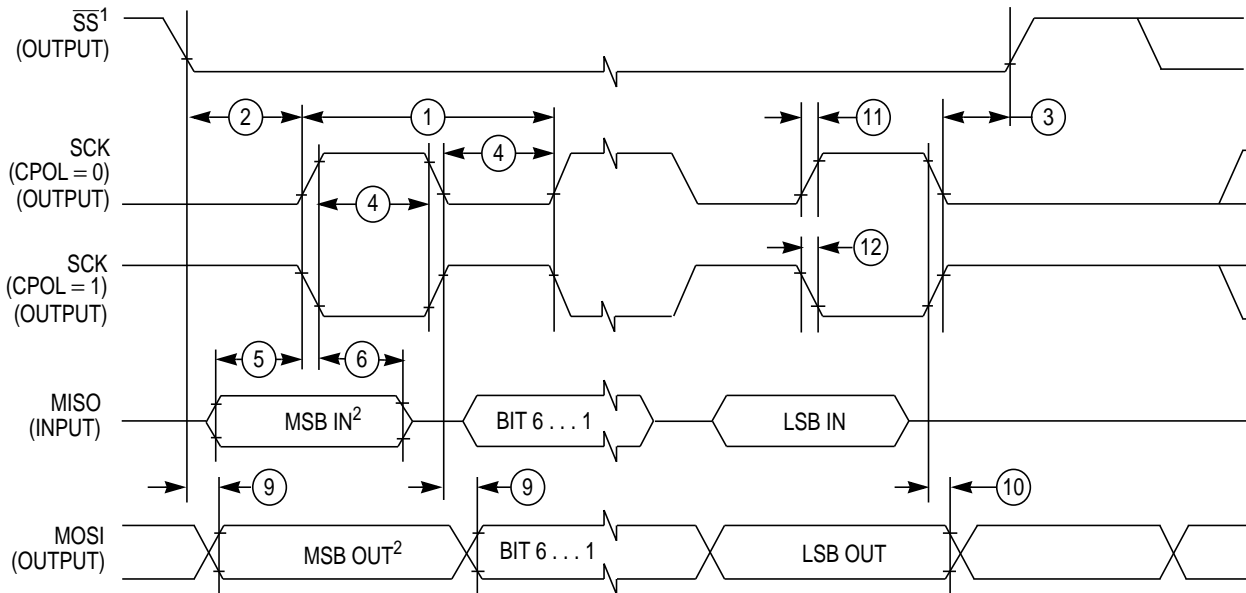 SS¹
(OUTPUT)
2
1
11
3
SCK
(CPOL = 0)
(OUTPUT)
4
4
SCK
(CPOL = 1)
(OUTPUT)
12
5
6
MISO
(INPUT)
MSB IN²
BIT 6 . . . 1
LSB IN
9
9
10
MOSI
(OUTPUT)
MSB OUT²
BIT 6 . . . 1
LSB OUT